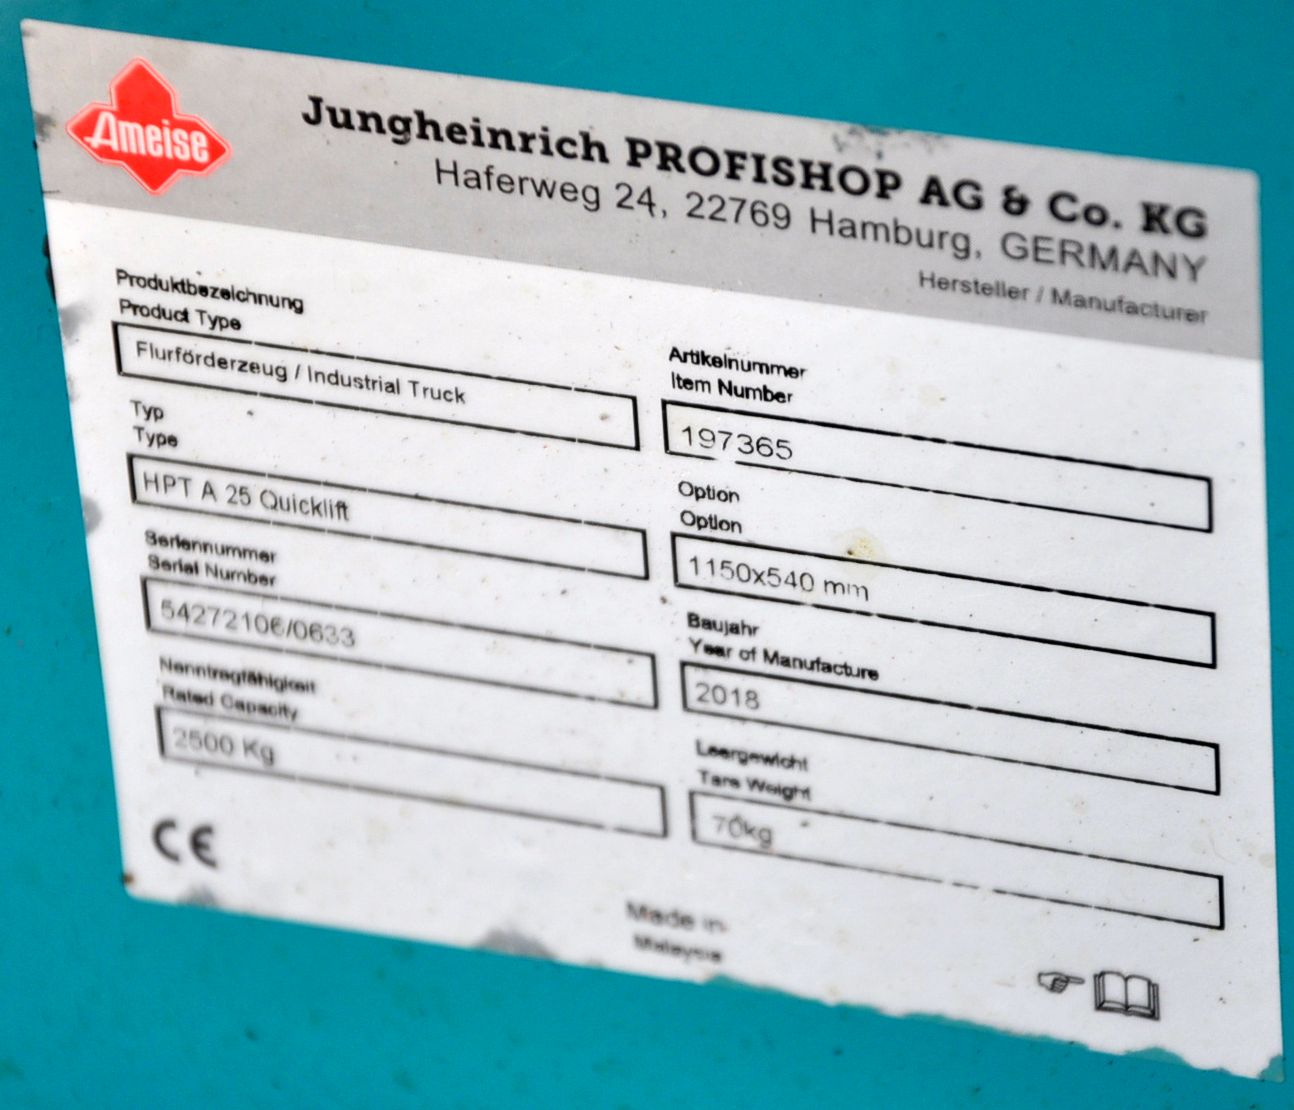 Ameise
Jungheinrich PROFISHOP AG & Co. KG
Haferweg 24, 22769 Hamburg, GERMANY
Hersteller / Manufacturer
Produktbezeichnung
Product Type
Flurförderzeug / Industrial Truck
Artikelnummer
Item Number
197365
Typ
Type
HPT A 25 Quicklift
Option
Option
1150x540 mm
Seriennummer
Serial Number
54272106/0633
Baujahr
Year of Manufacture
2018
Nenntragfähigkeit
Rated Capacity
2500 Kg
Leergewicht
Tare Weight
70kg
CE
Made in
Malaysia